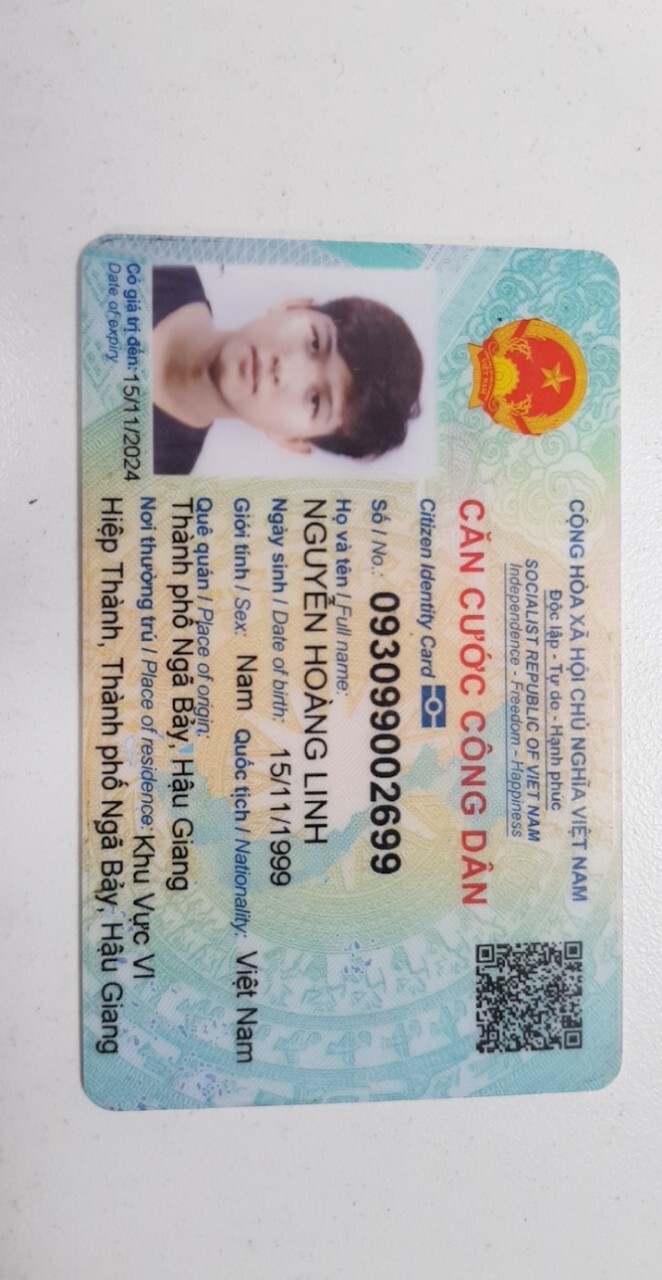 CỘNG HÒA XÃ HỘI CHỦ NGHĨA VIỆT NAM
Độc lập - Tự do - Hạnh phúc
SOCIALIST REPUBLIC OF VIET NAM
Independence - Freedom - Happiness
CĂN CƯỚC CÔNG DÂN
Citizen Identity Card
Số / No.: 093099002699
Họ và tên / Full name:
NGUYỄN HOÀNG LINH
Ngày sinh / Date of birth: 15/11/1999
Giới tính / Sex: Nam Quốc tịch / Nationality: Việt Nam
Quê quán / Place of origin:
Thành phố Ngã Bảy, Hậu Giang
Nơi thường trú / Place of residence: Khu Vực VI
Hiệp Thành, Thành phố Ngã Bảy, Hậu Giang
Có giá trị đến: 15/11/2024
Date of expiry